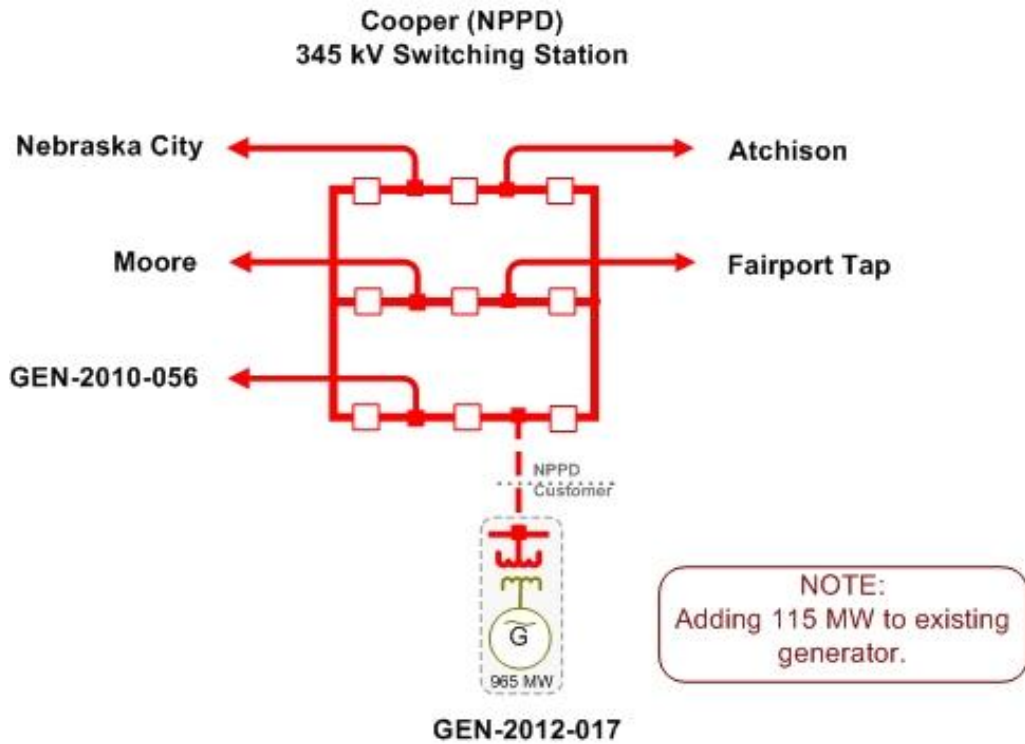 Cooper (NPPD)
345 kV Switching Station
Nebraska City
Atchison
Moore
Fairport Tap
GEN-2010-056
NPPD
Customer
G
965 MW
NOTE:
Adding 115 MW to existing
generator.
GEN-2012-017